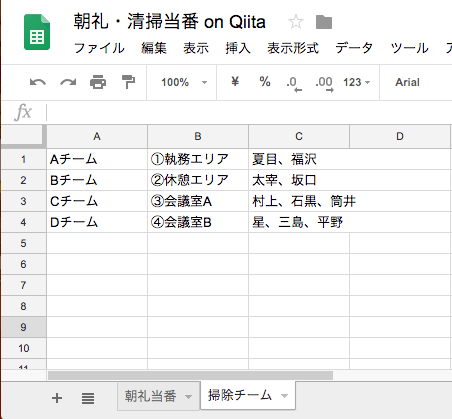 朝礼・清掃当番 on Qiita
ファイル 編集 表示 挿入 表示形式 データ ツール
100% ¥ % .0 .00 123 Arial
fx
A B C D
1 Aチーム ①執務エリア 夏目、福沢
2 Bチーム ②休憩エリア 太宰、坂口
3 Cチーム ③会議室A 村上、石黒、筒井
4 Dチーム ④会議室B 星、三島、平野
5
6
7
8
9
10
11
朝礼当番 掃除チーム